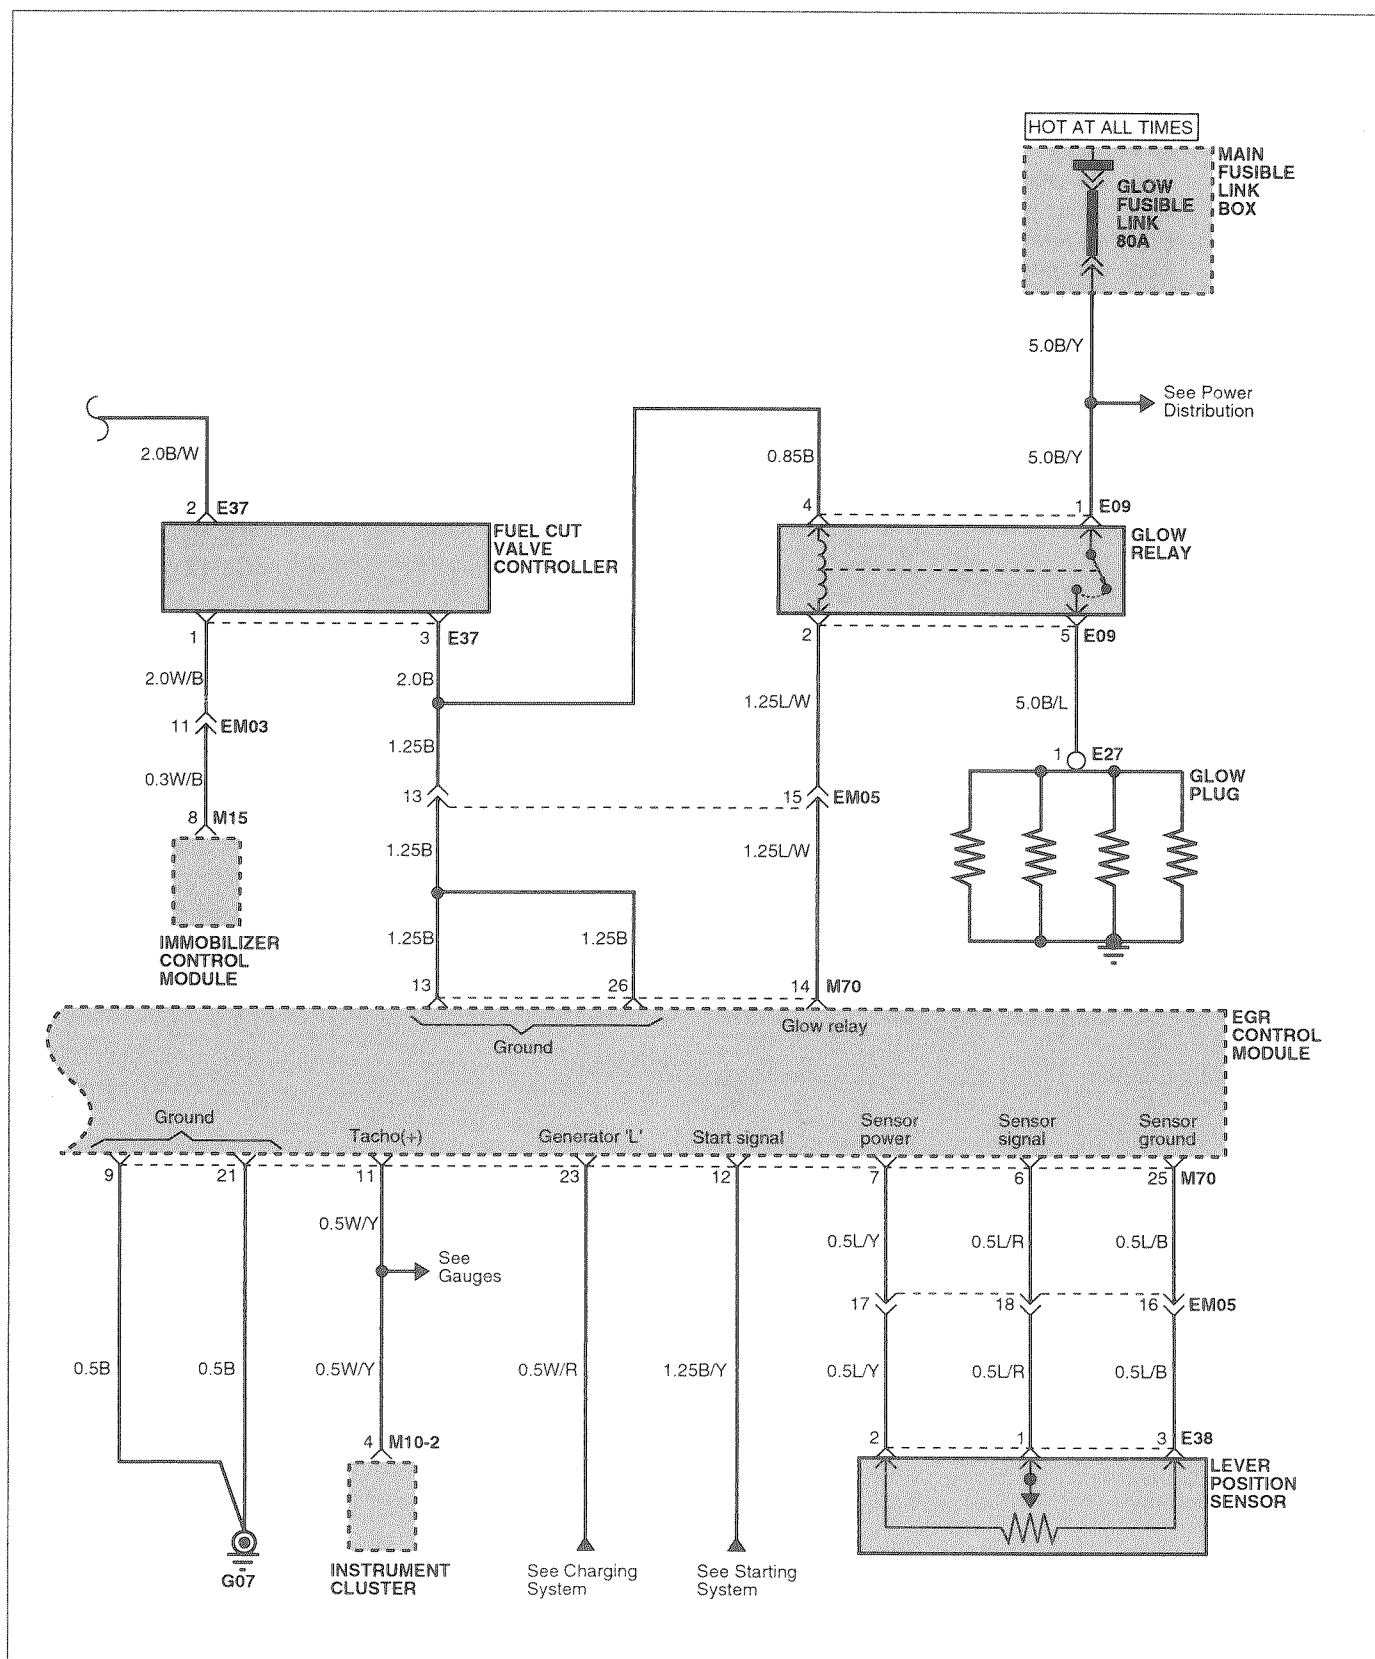 HOT AT ALL TIMES
MAIN
FUSIBLE
LINK
BOX
GLOW
FUSIBLE
LINK
80A
5.0B/Y
See Power
Distribution
2.0B/W
0.85B
5.0B/Y
2 E37
4
1 E09
FUEL CUT
VALVE
CONTROLLER
GLOW
RELAY
1
3 E37
2
5 E09
2.0W/B
2.0B
1.25L/W
5.0B/L
11 EM03
1.25B
1 E27
0.3W/B
13
15 EM05
GLOW
PLUG
8 M15
1.25B
1.25L/W
IMMOBILIZER
CONTROL
MODULE
1.25B
1.25B
13
26
14 M70
Ground
Glow relay
EGR
CONTROL
MODULE
Ground
Tacho(+)
Generator 'L'
Start signal
Sensor
power
Sensor
signal
Sensor
ground
9
21
11
23
12
7
6
25 M70
0.5W/Y
0.5L/Y
0.5L/R
0.5L/B
See
Gauges
17
18
16 EM05
0.5B
0.5B
0.5W/Y
0.5W/R
1.25B/Y
0.5L/Y
0.5L/R
0.5L/B
4 M10-2
2
1
3 E38
LEVER
POSITION
SENSOR
G07
INSTRUMENT
CLUSTER
See Charging
System
See Starting
System